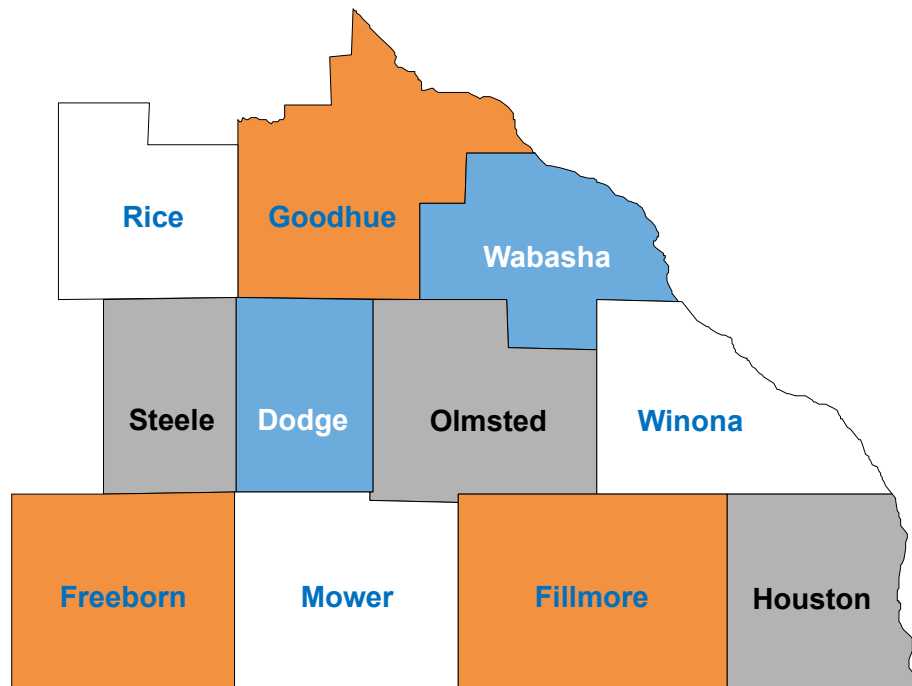 Rice
Goodhue
Wabasha
Steele
Dodge
Olmsted
Winona
Freeborn
Mower
Fillmore
Houston